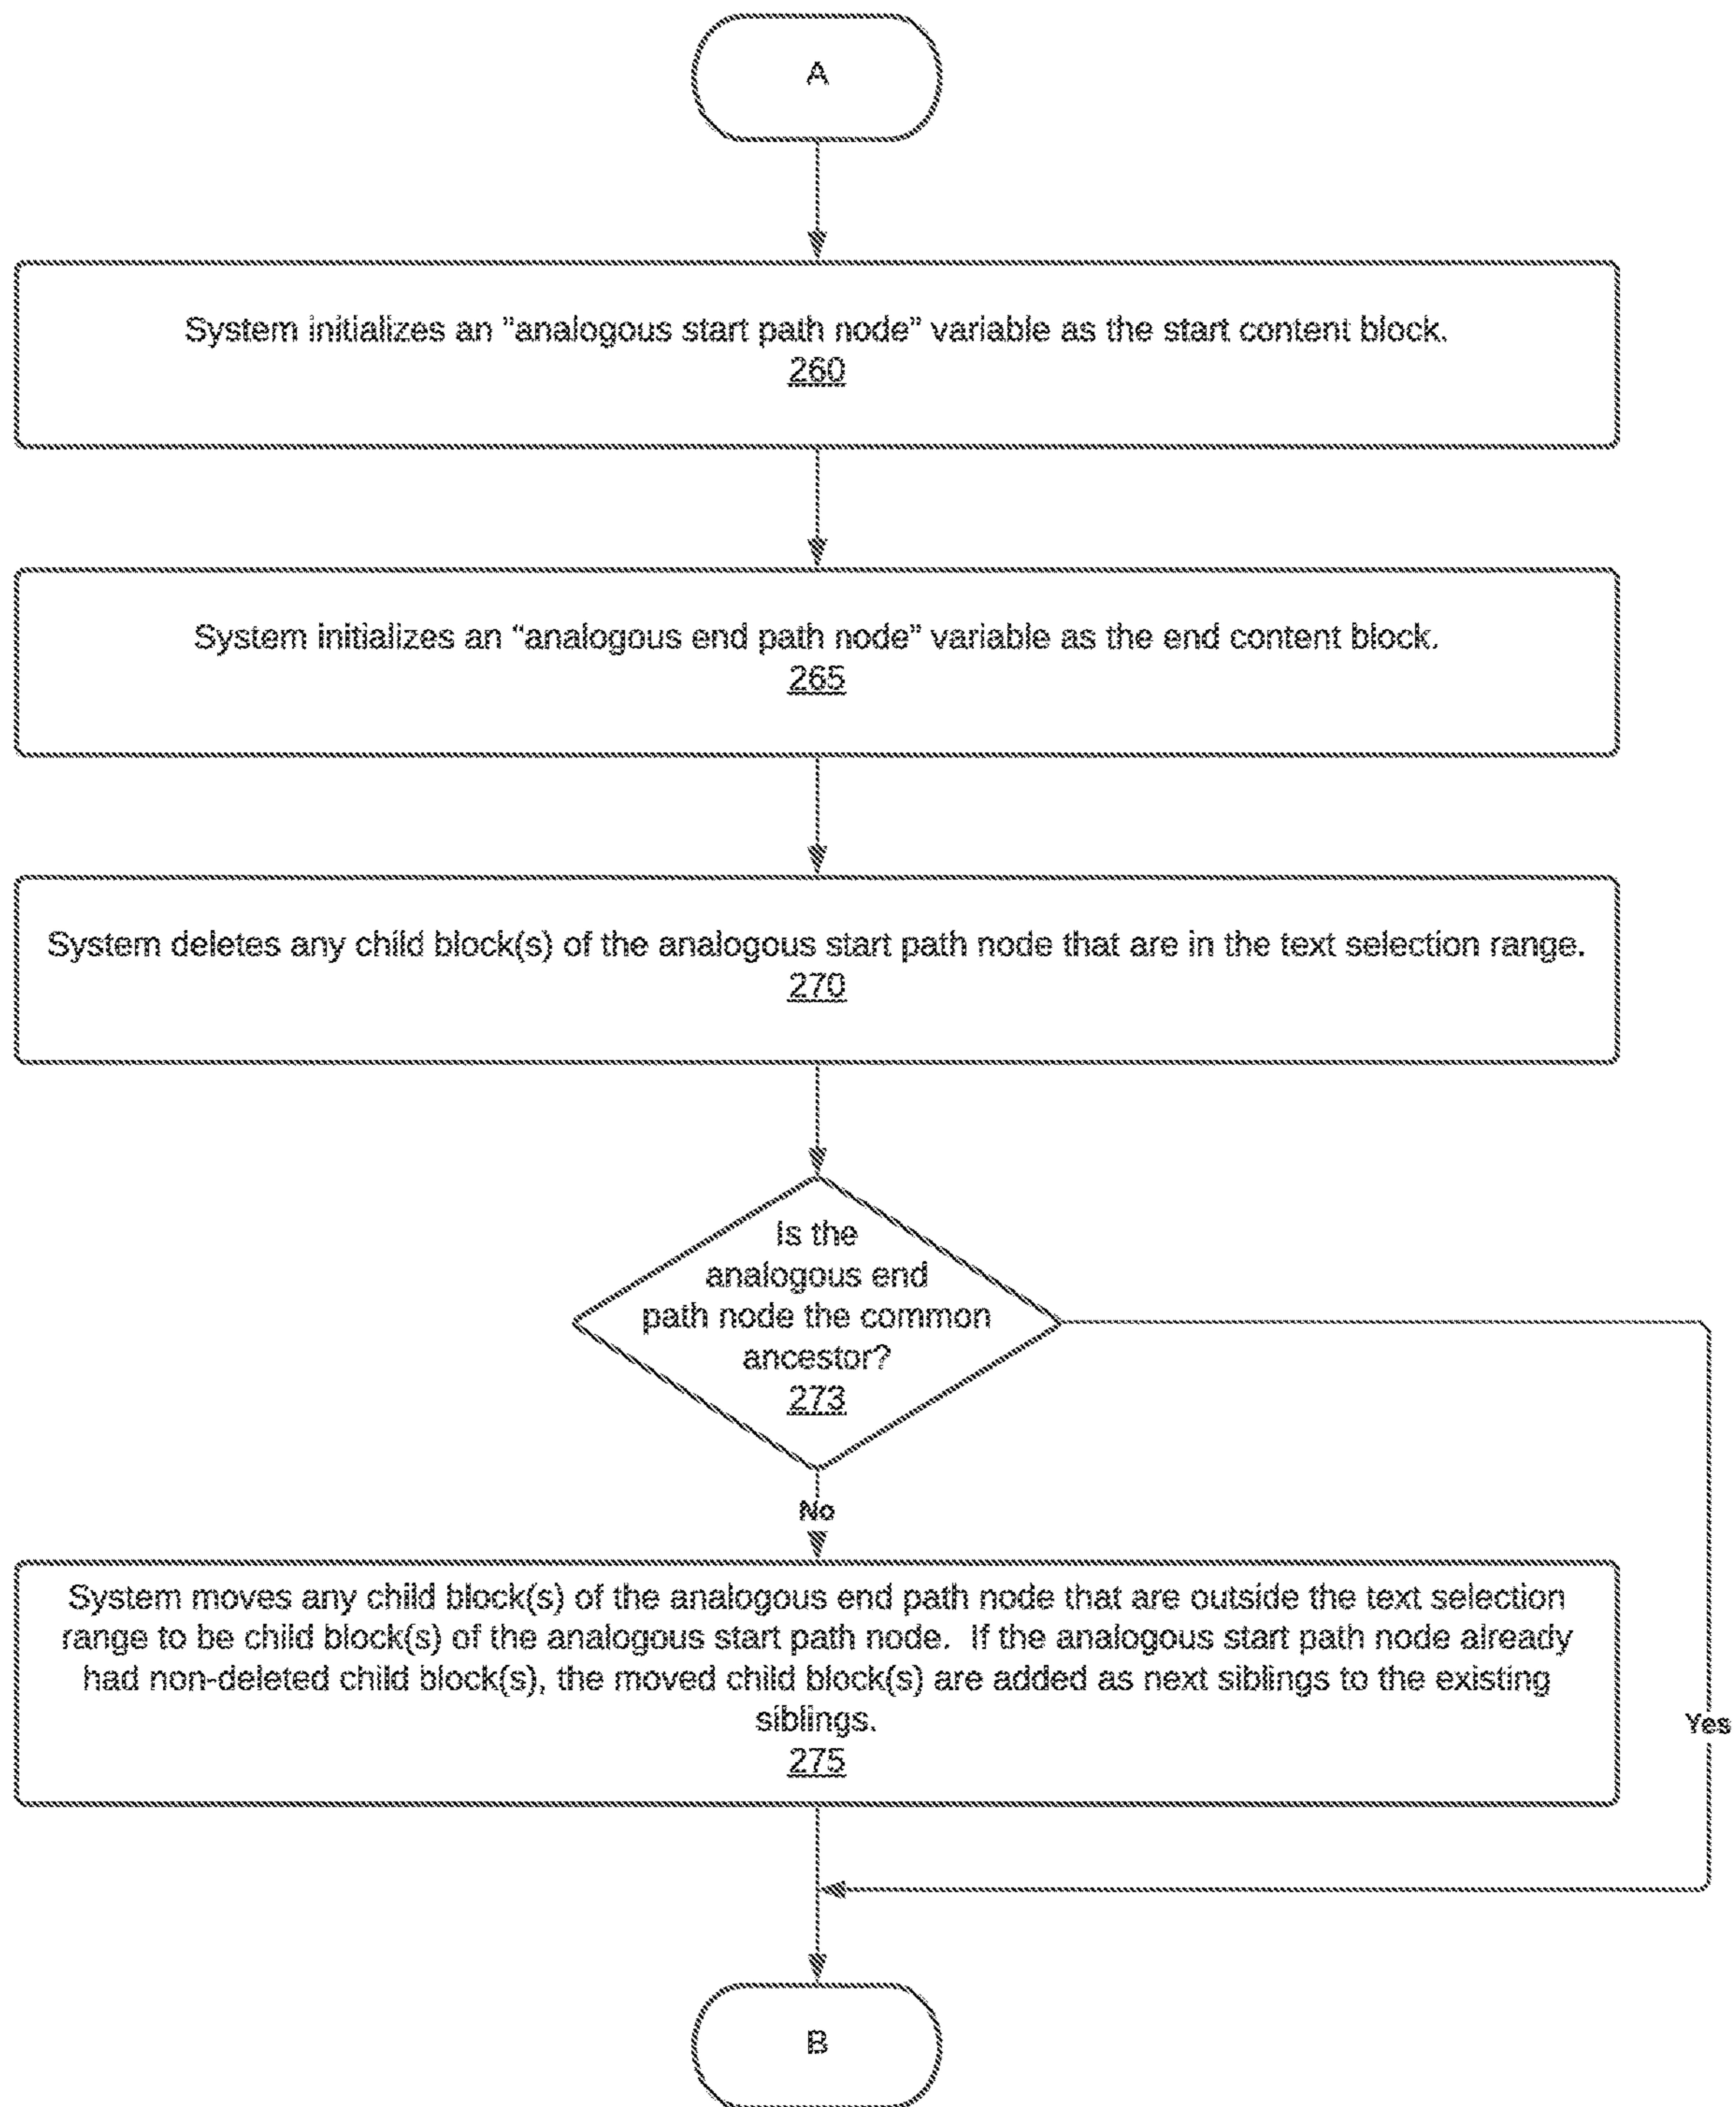 A
System initializes an ”analogous start path node” variable as the start content block.
260
System initializes an “analogous end path node” variable as the end content block.
265
System deletes any child block(s) of the analogous start path node that are in the text selection range.
270
Is the
analogous end
path node the common
ancestor?
273
No
System moves any child block(s) of the analogous end path node that are outside the text selection
range to be child block(s) of the analogous start path node.  If the analogous start path node already
had non-deleted child block(s), the moved child block(s) are added as next siblings to the existing
siblings.
275
Yes
B